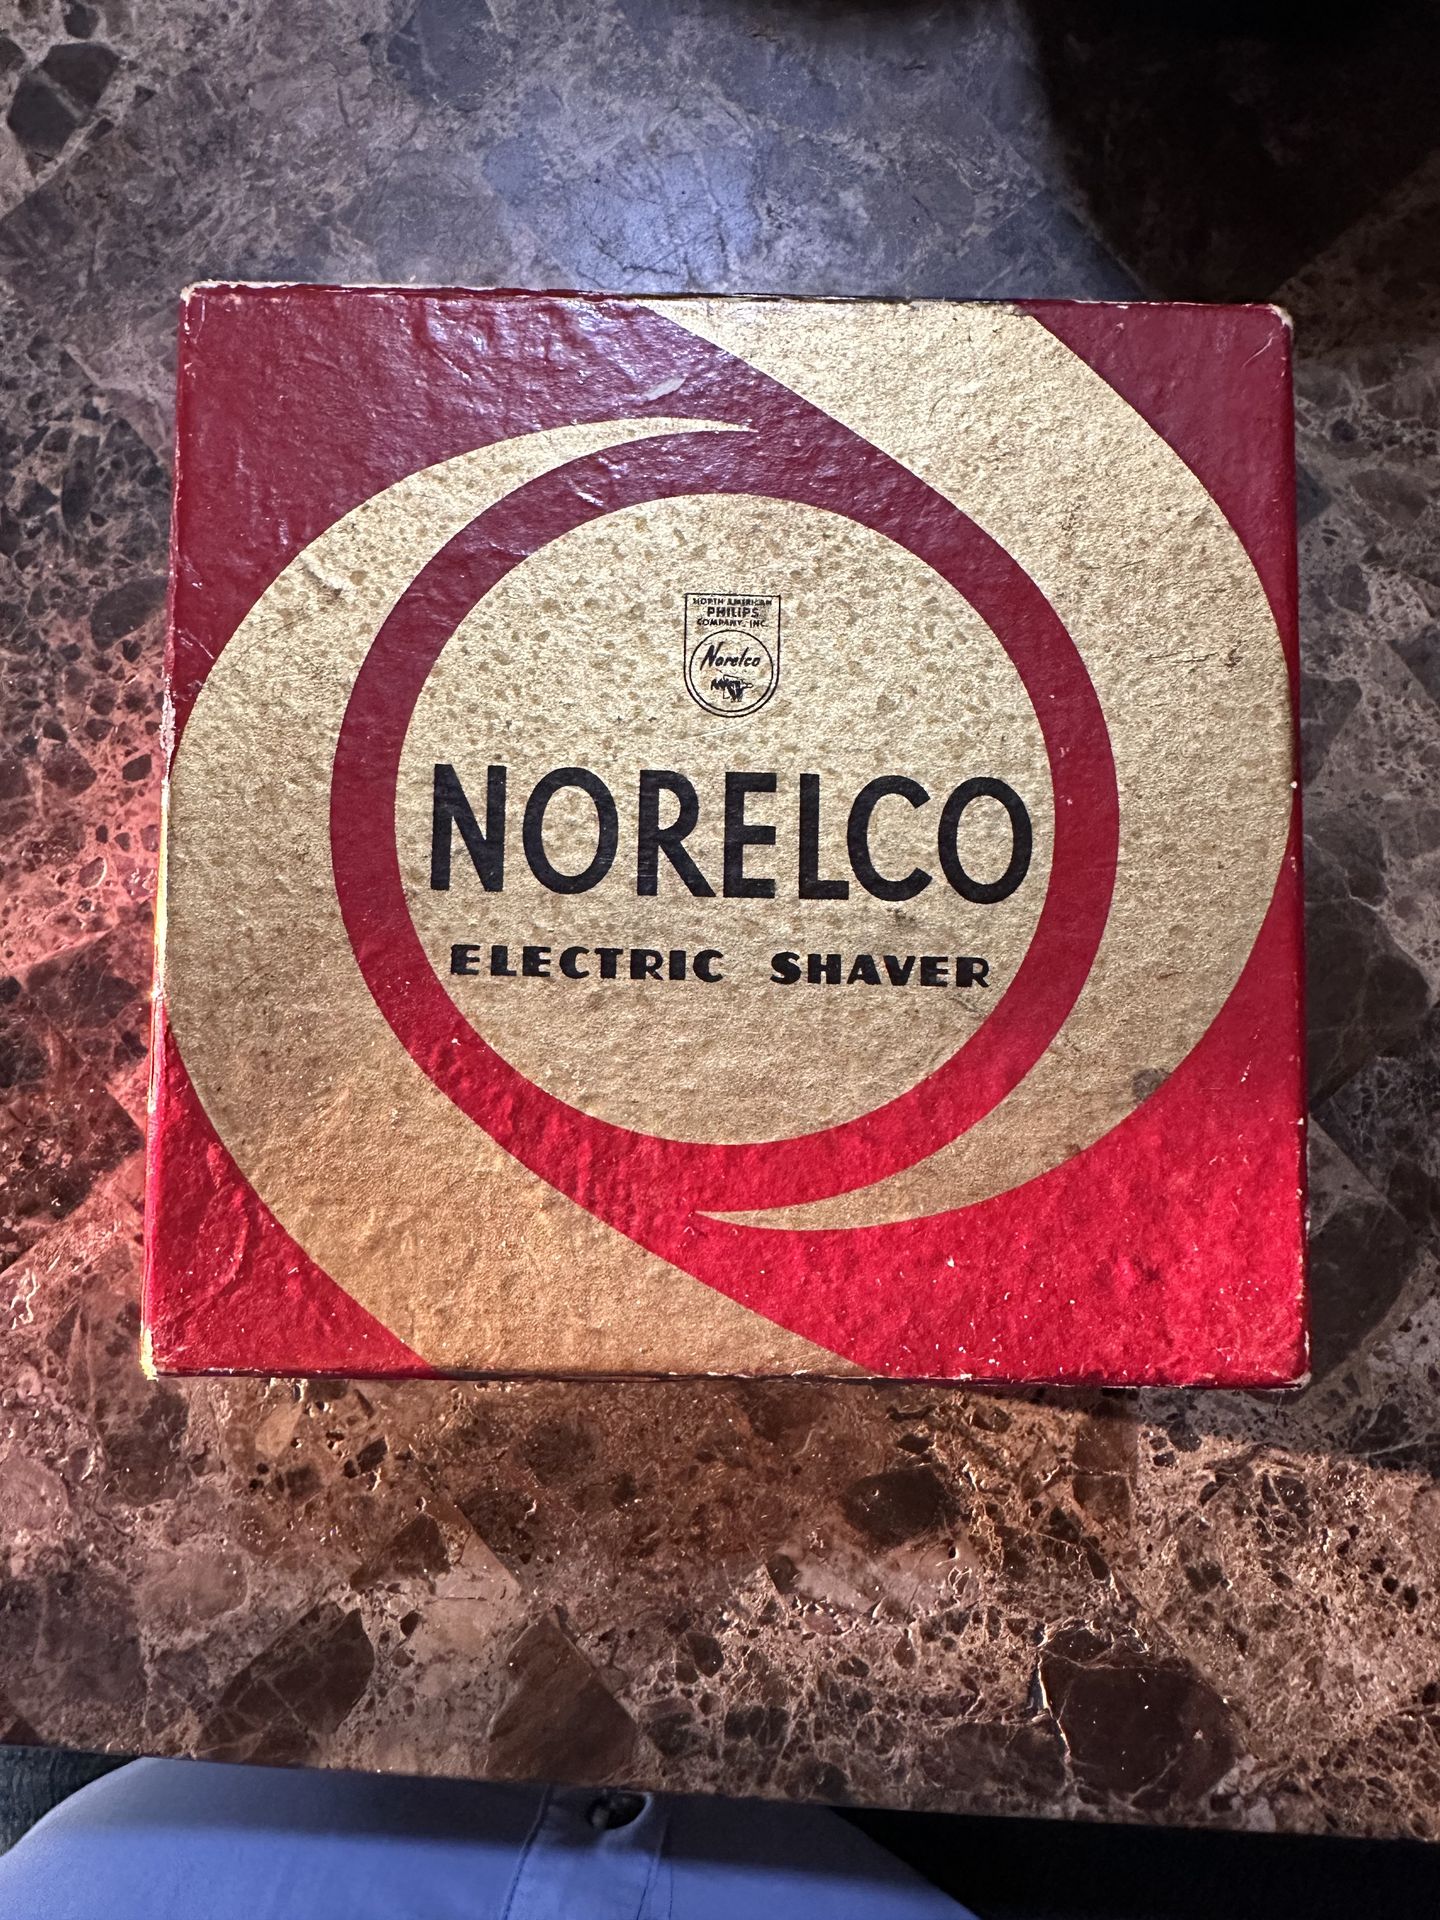 NORTH AMERICAN
PHILIPS
COMPANY, INC.
Norelco
NORELCO
ELECTRIC SHAVER